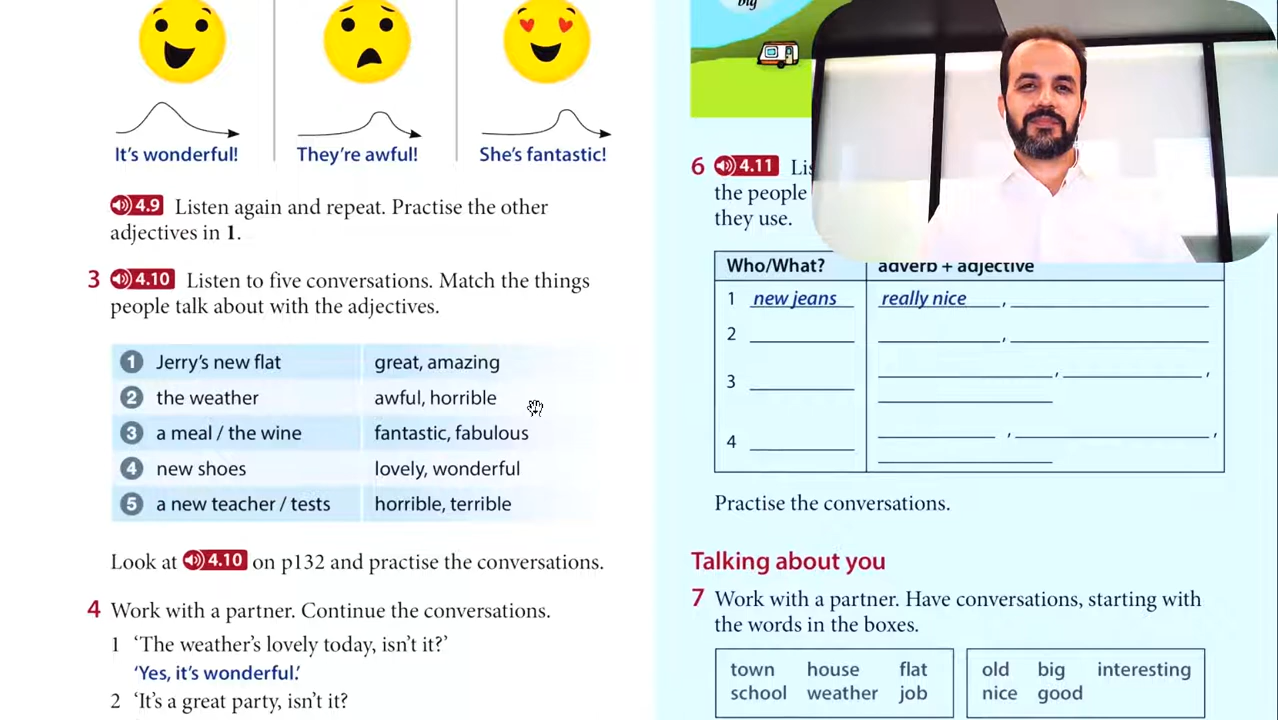 It's wonderful!
They're awful!
She's fantastic!
4.9 Listen again and repeat. Practise the other
adjectives in 1.
3 4.10 Listen to five conversations. Match the things
people talk about with the adjectives.
1 Jerry's new flat great, amazing
2 the weather awful, horrible
3 a meal / the wine fantastic, fabulous
4 new shoes lovely, wonderful
5 a new teacher / tests horrible, terrible
Look at 4.10 on p132 and practise the conversations.
4 Work with a partner. Continue the conversations.
1 'The weather's lovely today, isn't it?'
'Yes, it's wonderful.'
2 'It's a great party, isn't it?
big
6 4.11 Lis
the people
they use.
Who/What? adverb + adjective
1 new jeans really nice ,
2 ,
3 , ,
4 , ,
Practise the conversations.
Talking about you
7 Work with a partner. Have conversations, starting with
the words in the boxes.
town house flat
school weather job
old big interesting
nice good